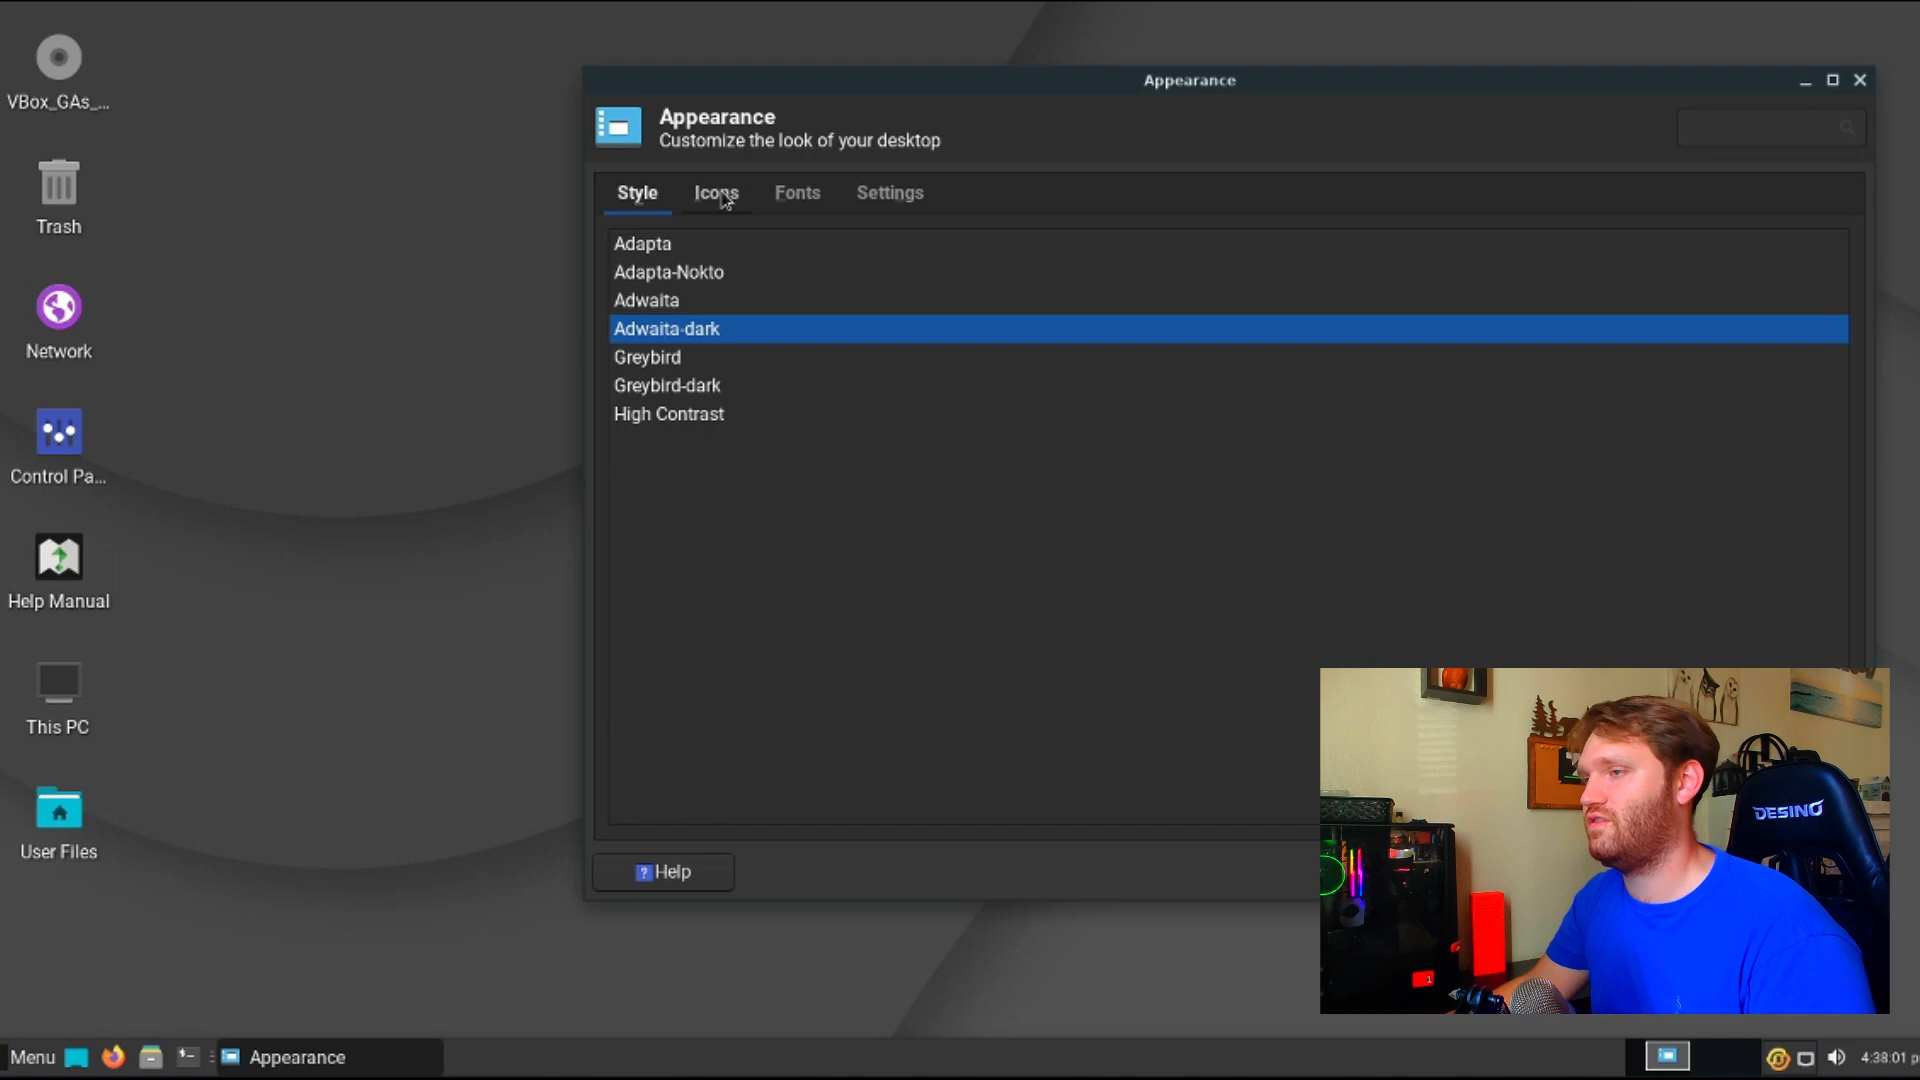 VBox_GAs_...
Trash
Network
Control Pa...
Help Manual
This PC
User Files
Appearance
Appearance
Customize the look of your desktop
Style
Icons
Fonts
Settings
Adapta
Adapta-Nokto
Adwaita
Adwaita-dark
Greybird
Greybird-dark
High Contrast
?
Help
DESINO
1
Menu
Appearance
4:38:01 p